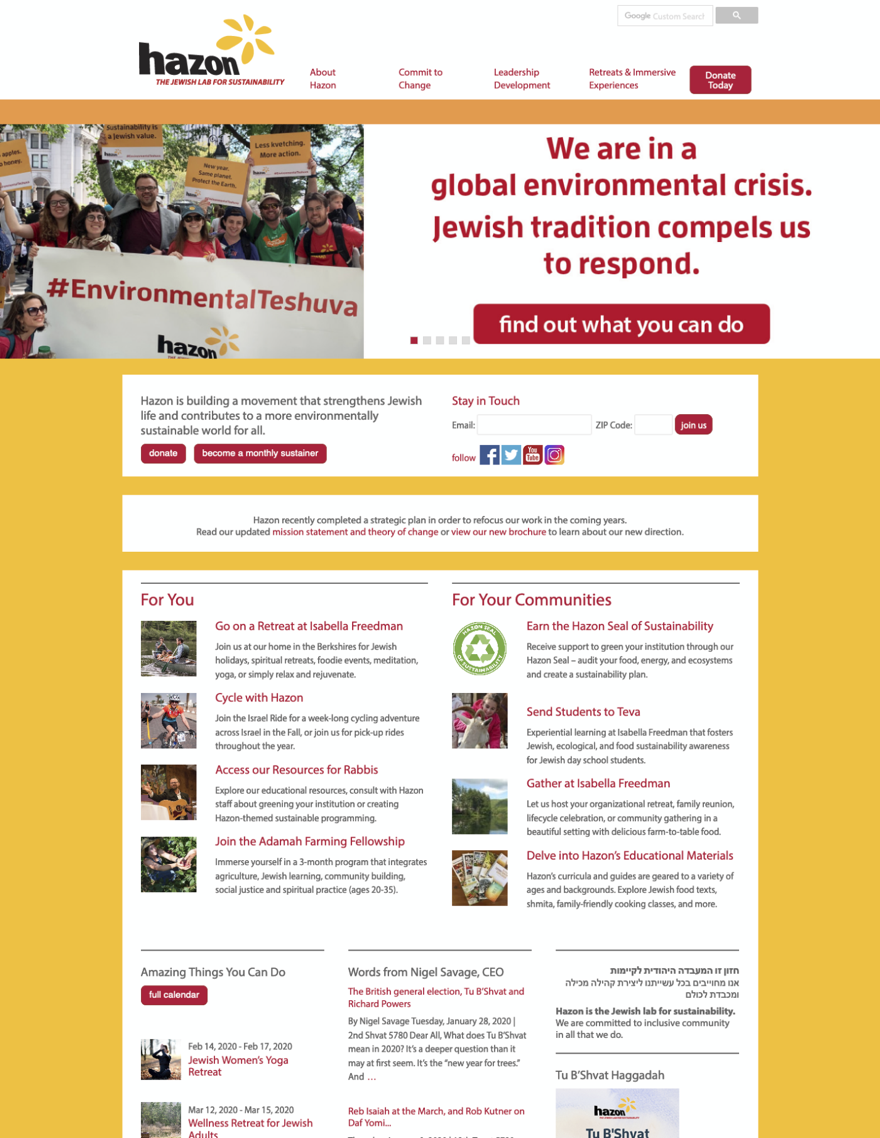 Google Custom Search
hazon
THE JEWISH LAB FOR SUSTAINABILITY
About
Hazon
Commit to
Change
Leadership
Development
Retreats & Immersive
Experiences
Donate
Today
sustainability is
a Jewish value.
apples.
honey.
New year.
Same planet.
Protect the Earth.
Less kvetching.
More action.
#EnvironmentalTeshuva
hazon
We are in a
global environmental crisis.
Jewish tradition compels us
to respond.
find out what you can do
Hazon is building a movement that strengthens Jewish
life and contributes to a more environmentally
sustainable world for all.
donate
become a monthly sustainer
Stay in Touch
Email:
ZIP Code:
join us
follow
You
Tube
Hazon recently completed a strategic plan in order to refocus our work in the coming years.
Read our updated mission statement and theory of change or view our new brochure to learn about our new direction.
For You
Go on a Retreat at Isabella Freedman
Join us at our home in the Berkshires for Jewish
holidays, spiritual retreats, foodie events, meditation,
yoga, or simply relax and rejuvenate.
Cycle with Hazon
Join the Israel Ride for a week-long cycling adventure
across Israel in the Fall, or join us for pick-up rides
throughout the year.
Access our Resources for Rabbis
Explore our educational resources, consult with Hazon
staff about greening your institution or creating
Hazon-themed sustainable programming.
Join the Adamah Farming Fellowship
Immerse yourself in a 3-month program that integrates
agriculture, Jewish learning, community building,
social justice and spiritual practice (ages 20-35).
For Your Communities
HAZON SEAL
OF SUSTAINABILITY
Earn the Hazon Seal of Sustainability
Receive support to green your institution through our
Hazon Seal – audit your food, energy, and ecosystems
and create a sustainability plan.
Send Students to Teva
Experiential learning at Isabella Freedman that fosters
Jewish, ecological, and food sustainability awareness
for Jewish day school students.
Gather at Isabella Freedman
Let us host your organizational retreat, family reunion,
lifecycle celebration, or community gathering in a
beautiful setting with delicious farm-to-table food.
Delve into Hazon's Educational Materials
Hazon's curricula and guides are geared to a variety of
ages and backgrounds. Explore Jewish food texts,
shmita, family-friendly cooking classes, and more.
Amazing Things You Can Do
full calendar
Feb 14, 2020 - Feb 17, 2020
Jewish Women's Yoga
Retreat
Mar 12, 2020 - Mar 15, 2020
Wellness Retreat for Jewish
Adults
Words from Nigel Savage, CEO
The British general election, Tu B'Shvat and
Richard Powers
By Nigel Savage Tuesday, January 28, 2020 |
2nd Shvat 5780 Dear All, What does Tu B'Shvat
mean in 2020? It's a deeper question than it
may at first seem. It's the "new year for trees."
And …
Reb Isaiah at the March, and Rob Kutner on
Daf Yomi...
חזון זו המעבדה היהודית לקיימות
אנו מחוייבים בכל עשייתנו ליצירת קהילה מכילה
ומכבדת לכולם
Hazon is the Jewish lab for sustainability.
We are committed to inclusive community
in all that we do.
Tu B'Shvat Haggadah
hazon
Tu B'Shvat